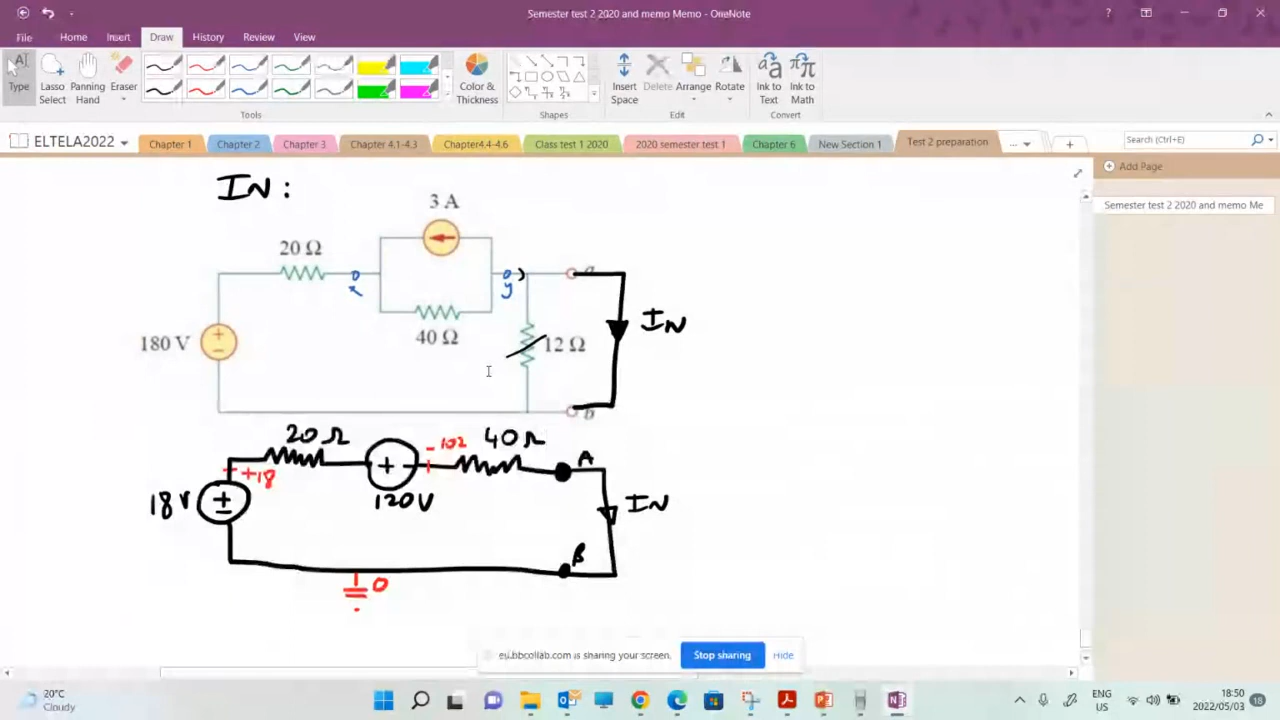 Semester test 2 2020 and memo Memo - OneNote
File Home Insert Draw History Review View
Type
Lasso Select
Panning Hand
Eraser
Color & Thickness
Insert Space
Delete
Arrange
Rotate
Ink to Text
Ink to Math
Tools
Shapes
Edit
Convert
ELTELA2022
Chapter 1
Chapter 2
Chapter 3
Chapter 4.1-4.3
Chapter4.4-4.6
Class test 1 2020
2020 semester test 1
Chapter 6
New Section 1
Test 2 preparation
...
Search (Ctrl+E)
Add Page
Semester test 2 2020 and memo Me
IN:
3 A
20 Ω
a
y
IN
180 V
40 Ω
12 Ω
b
20 Ω
-102
40 Ω
A
+18
18 V
120V
IN
B
0
eu.bbcollab.com is sharing your screen.
Stop sharing
Hide
20°C
Cloudy
ENG
US
18:50
2022/05/03
18